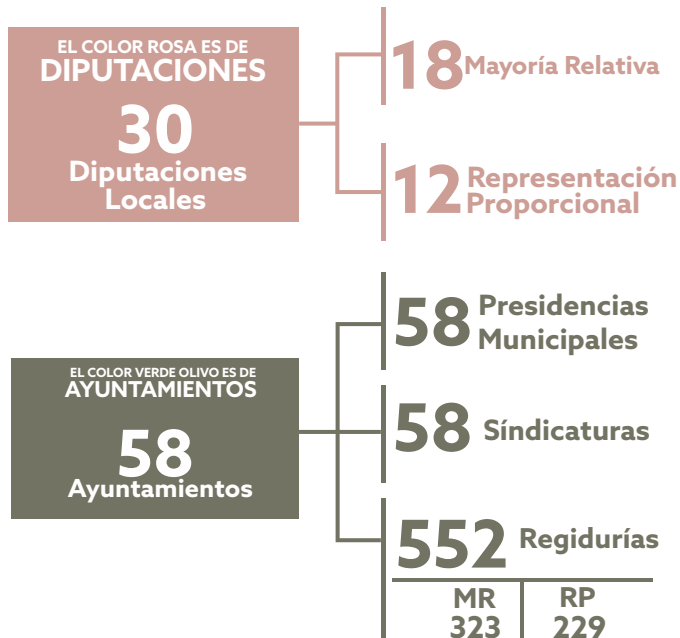 EL COLOR ROSA ES DE
DIPUTACIONES
30
Diputaciones
Locales
18 Mayoría Relativa
12 Representación
Proporcional
EL COLOR VERDE OLIVO ES DE
AYUNTAMIENTOS
58
Ayuntamientos
58 Presidencias
Municipales
58 Síndicaturas
552 Regidurías
MR RP
323 229